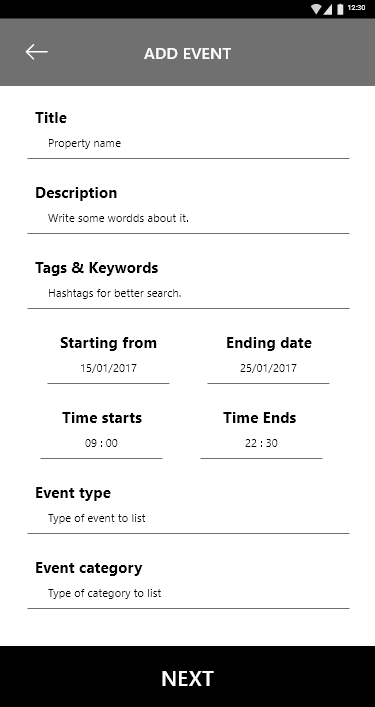 12:30
ADD EVENT
Title
Property name
Description
Write some wordds about it.
Tags & Keywords
Hashtags for better search.
Starting from Ending date
15/01/2017 25/01/2017
Time starts Time Ends
09 : 00 22 : 30
Event type
Type of event to list
Event category
Type of category to list
NEXT